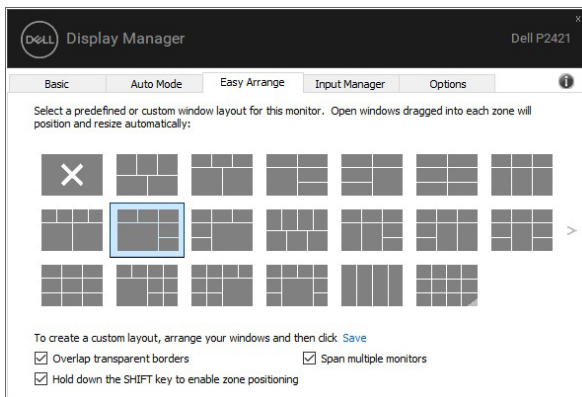 DELL Display Manager Dell P2421
Basic Auto Mode Easy Arrange Input Manager Options
Select a predefined or custom window layout for this monitor. Open windows dragged into each zone will
position and resize automatically:
To create a custom layout, arrange your windows and then click Save
Overlap transparent borders Span multiple monitors
Hold down the SHIFT key to enable zone positioning